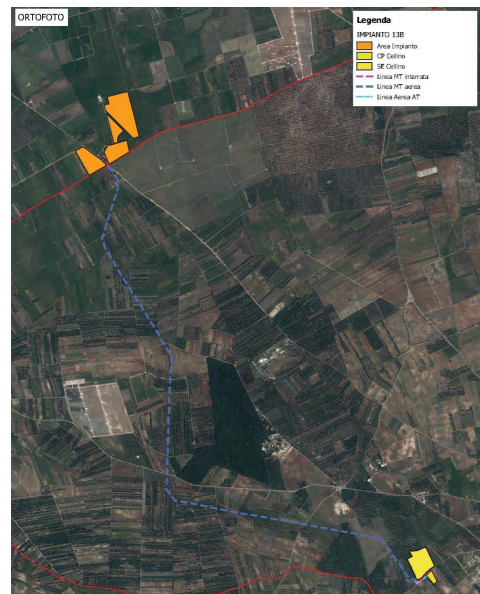 ORTOFOTO
Legenda
IMPIANTO 13B
Area Impianto
CP Cellino
SE Cellino
Linea MT interrata
Linea MT aerea
Linea Aerea AT